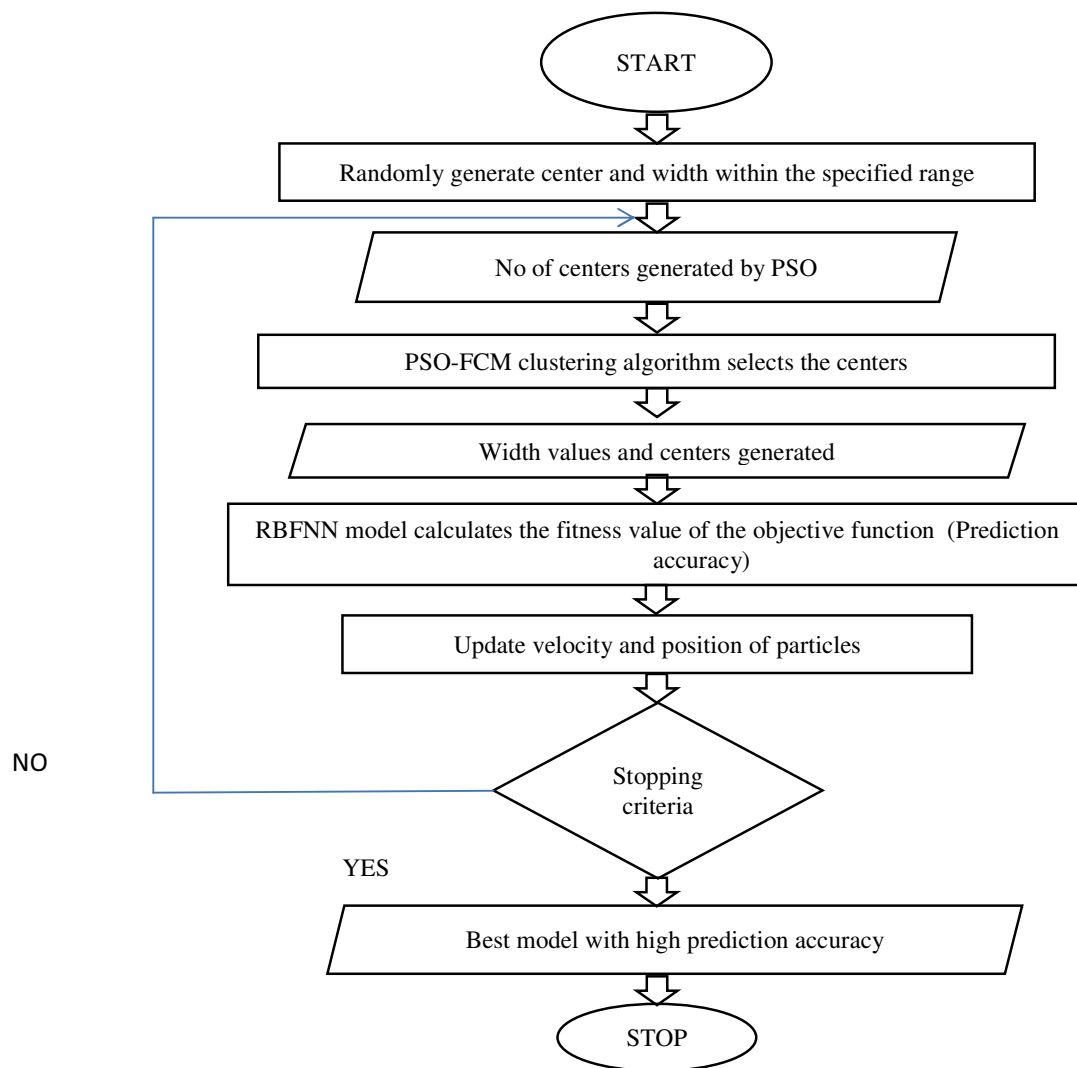 START
Randomly generate center and width within the specified range
No of centers generated by PSO
PSO-FCM clustering algorithm selects the centers
Width values and centers generated
RBFNN model calculates the fitness value of the objective function (Prediction
accuracy)
Update velocity and position of particles
NO
Stopping
criteria
YES
Best model with high prediction accuracy
STOP